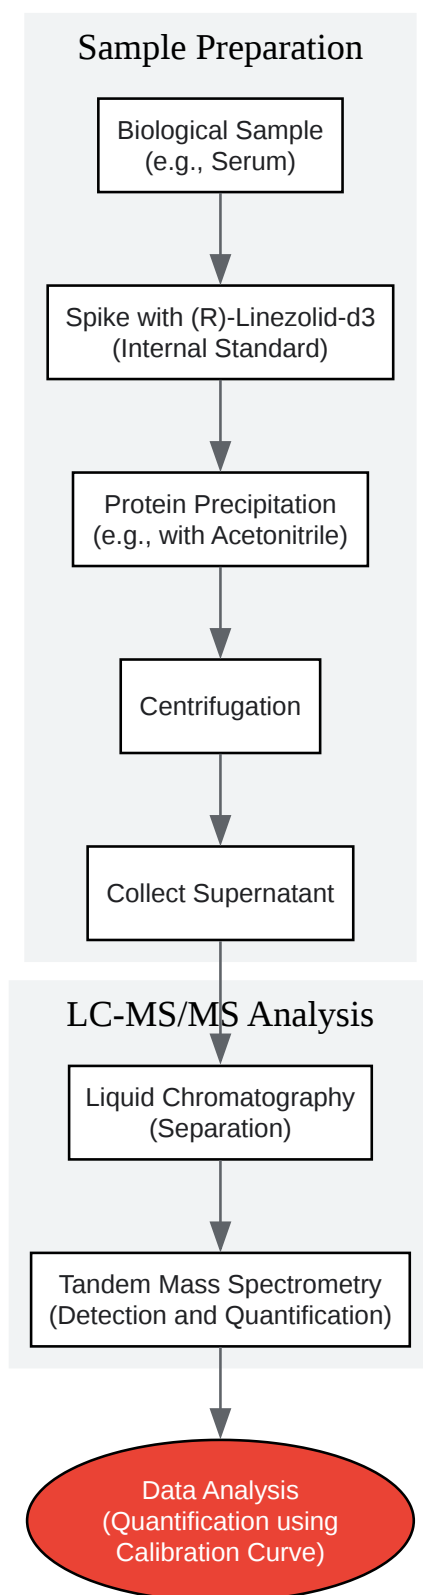 Sample Preparation
Biological Sample
(e.g., Serum)
Spike with (R)-Linezolid-d3
(Internal Standard)
Protein Precipitation
(e.g., with Acetonitrile)
Centrifugation
Collect Supernatant
LC-MS/MS Analysis
Liquid Chromatography
(Separation)
Tandem Mass Spectrometry
(Detection and Quantification)
Data Analysis
(Quantification using
Calibration Curve)